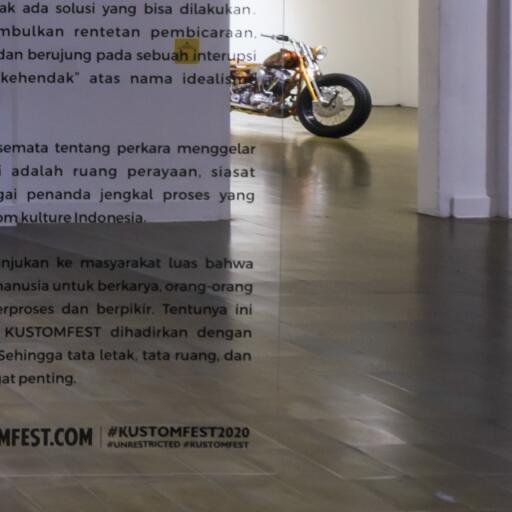 ak ada solusi yang bisa dilakukan.
mbulkan rentetan pembicaraan,
dan berujung pada sebuah interupsi
kehendak" atas nama idealisme
semata tentang perkara menggelar
i adalah ruang perayaan, siasat
gai penanda jengkal proses yang
om kulture Indonesia.
njukan ke masyarakat luas bahwa
manusia untuk berkarya, orang-orang
erproses dan berpikir. Tentunya ini
KUSTOMFEST dihadirkan dengan
Sehingga tata letak, tata ruang, dan
gat penting.
MFEST.COM | #KUSTOMFEST2020
#UNRESTRICTED #KUSTOMFEST